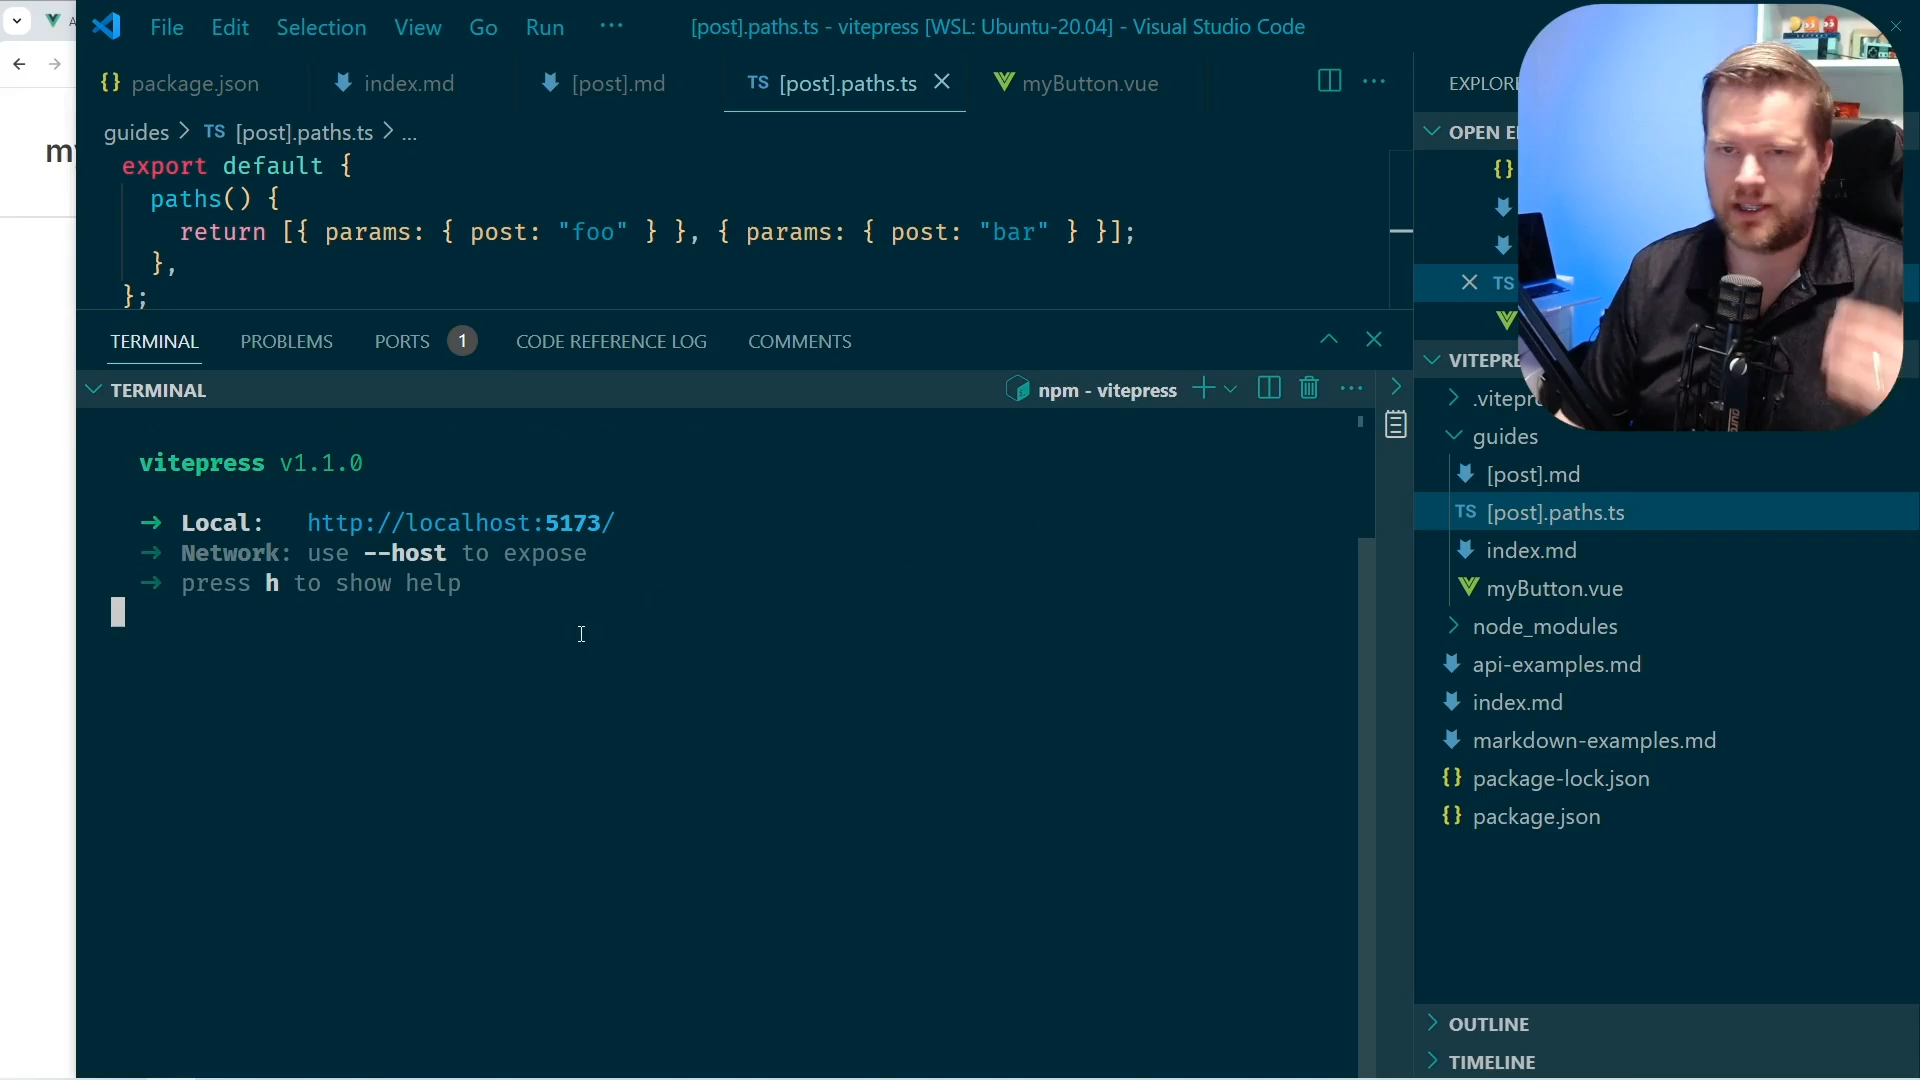 File Edit Selection View Go Run ··· [post].paths.ts - vitepress [WSL: Ubuntu-20.04] - Visual Studio Code
{} package.json index.md [post].md TS [post].paths.ts myButton.vue
guides > TS [post].paths.ts > ...
export default {
paths() {
return [{ params: { post: "foo" } }, { params: { post: "bar" } }];
},
};
TERMINAL PROBLEMS PORTS 1 CODE REFERENCE LOG COMMENTS
TERMINAL npm - vitepress
vitepress v1.1.0
➜ Local: http://localhost:5173/
➜ Network: use --host to expose
➜ press h to show help
EXPLORE
OPEN E
{}
TS
VITEPRE
.vitepre
guides
[post].md
TS [post].paths.ts
index.md
myButton.vue
node_modules
api-examples.md
index.md
markdown-examples.md
{} package-lock.json
{} package.json
OUTLINE
TIMELINE